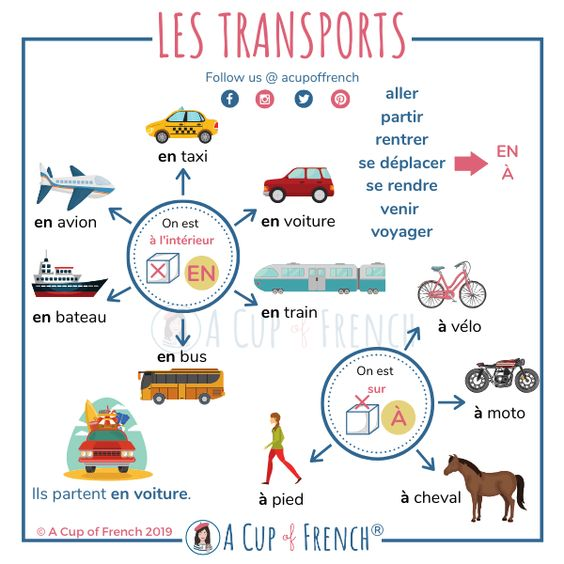 LES TRANSPORTS
Follow us @ acupoffrench
aller
partir
rentrer
se déplacer
se rendre
venir
voyager
EN
À
en taxi
en avion
en voiture
On est
à l'intérieur
EN
en bateau
en train
en bus
A CUP of FRENCH
à vélo
On est
sur
À
à moto
à pied
à cheval
Ils partent en voiture.
© A Cup of French 2019
A CUP of FRENCH®